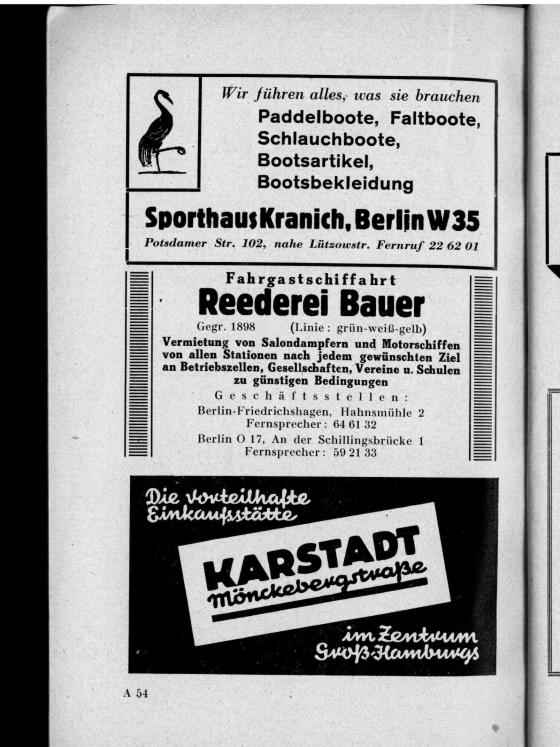 Wir führen alles, was sie brauchen
Paddelboote, Faltboote,
Schlauchboote,
Bootsartikel,
Bootsbekleidung
Sporthaus Kranich, Berlin W 35
Potsdamer Str. 102, nahe Lützowstr. Fernruf 22 62 01
Fahrgastschiffahrt
Reederei Bauer
Gegr. 1898 (Linie: grün-weiß-gelb)
Vermietung von Salondampfern und Motorschiffen
von allen Stationen nach jedem gewünschten Ziel
an Betriebszellen, Gesellschaften, Vereine u. Schulen
zu günstigen Bedingungen
Geschäftsstellen:
Berlin-Friedrichshagen, Hahnsmühle 2
Fernsprecher: 64 61 32
Berlin O 17, An der Schillingsbrücke 1
Fernsprecher: 59 21 33
Die vorteilhafte
Einkaufsstätte
KARSTADT
Mönckebergstraße
im Zentrum
Groß-Hamburgs
A 54